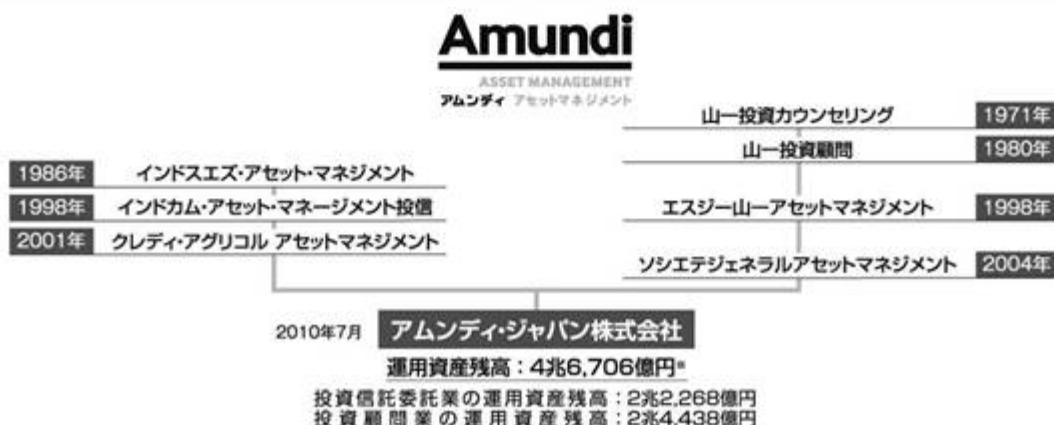 Amundi
ASSET MANAGEMENT
アムンディ アセットマネジメント
山一投資カウンセリング 1971年
山一投資顧問 1980年
1986年 インドスエズ・アセット・マネジメント
1998年 インドカム・アセット・マネージメント投信
エスジー山一アセットマネジメント 1998年
2001年 クレディ・アグリコル アセットマネジメント
ソシエテジェネラルアセットマネジメント 2004年
2010年7月 アムンディ・ジャパン株式会社
運用資産残高：4兆6,706億円※
投資信託委託業の運用資産残高：2兆2,268億円
投資顧問業の運用資産残高：2兆4,438億円